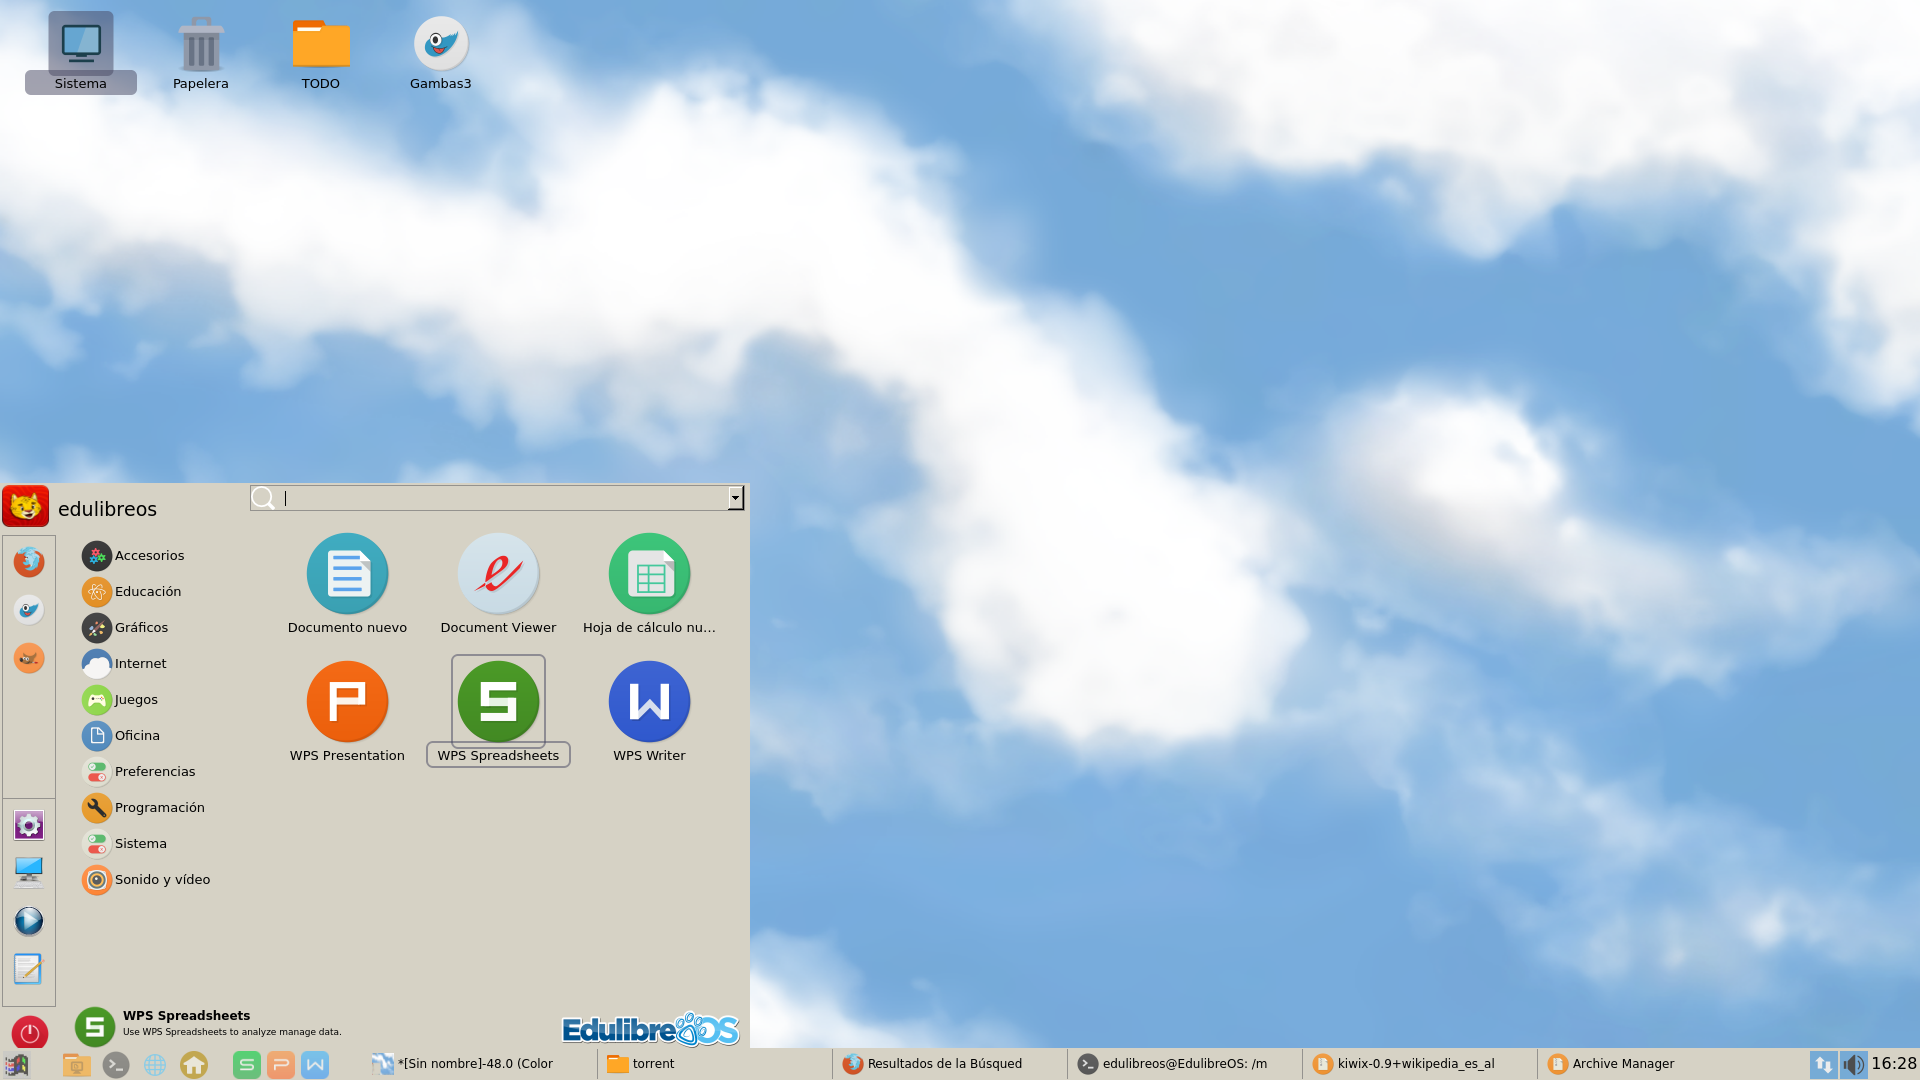 Sistema
Papelera
TODO
Gambas3
edulibreos
Accesorios
Educación
Gráficos
Internet
Juegos
Oficina
Preferencias
Programación
Sistema
Sonido y vídeo
Documento nuevo
Document Viewer
Hoja de cálculo nu...
WPS Presentation
WPS Spreadsheets
WPS Writer
WPS Spreadsheets
Use WPS Spreadsheets to analyze manage data.
EdulibreOS
*[Sin nombre]-48.0 (Color
torrent
Resultados de la Búsqued
edulibreos@EdulibreOS: /m
kiwix-0.9+wikipedia_es_al
Archive Manager
16:28